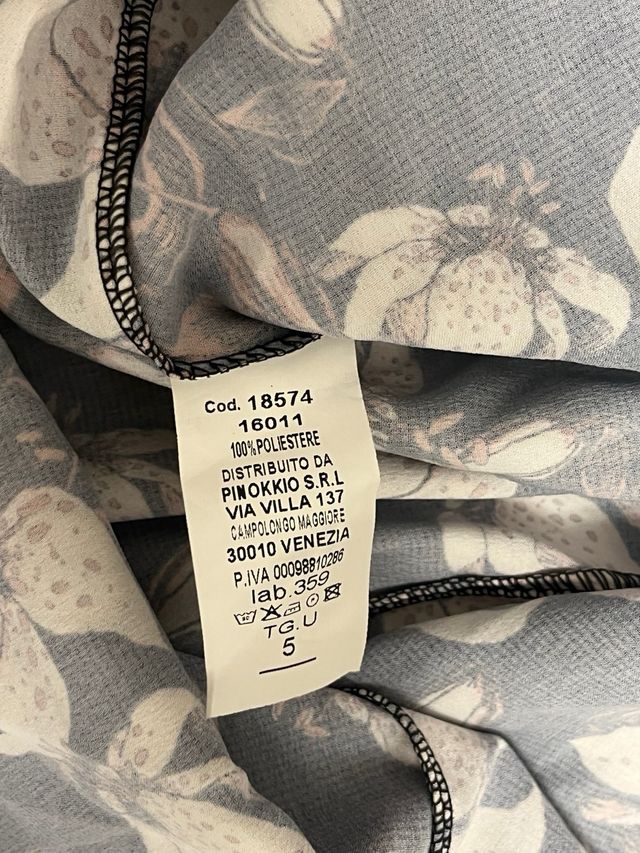 Cod. 18574
16011
100%POLIESTERE
DISTRIBUITO DA
PINOKKIO S.R.L
VIA VILLA 137
CAMPOLONGO MAGGIORE
30010 VENEZIA
P.IVA 00098810286
lab.359
TG.U
5